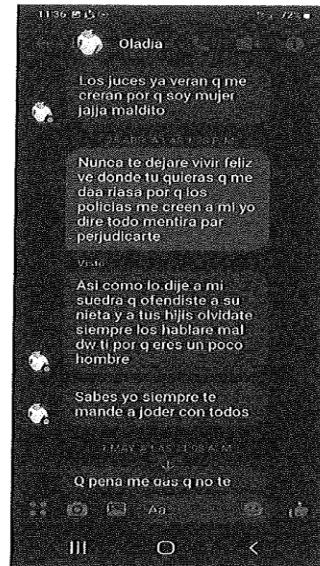 11:36
72%
Oladia
Los juces ya veran q me
creran por q soy mujer
jajja maldito
Nunca te dejare vivir feliz
ve donde tu quieras q me
daa riasa por q los
policias me creen a mi yo
dire todo mentira par
perjudicarte
Visto
Asi como lo.dije a mi
suedra q ofendiste a su
nieta y a tus hijis olvidate
siempre los hablare mal
dw ti por q eres un poco
hombre
Sabes yo siempre te
mande a joder con todos
Q pena me das q no te
Aa